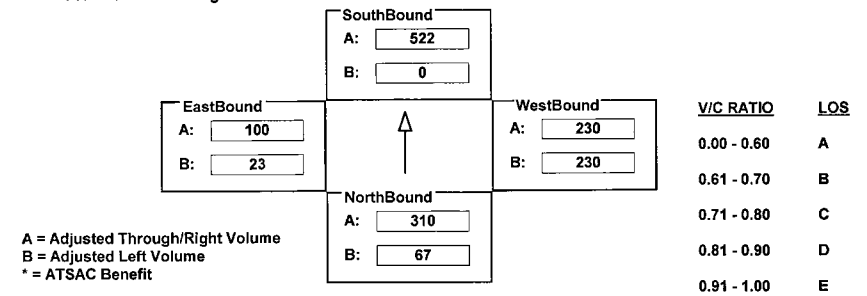 SouthBound
A: 522
B: 0
EastBound
A: 100
B: 23
WestBound
A: 230
B: 230
NorthBound
A: 310
B: 67
A = Adjusted Through/Right Volume
B = Adjusted Left Volume
* = ATSAC Benefit
V/C RATIO LOS
0.00 - 0.60 A
0.61 - 0.70 B
0.71 - 0.80 C
0.81 - 0.90 D
0.91 - 1.00 E